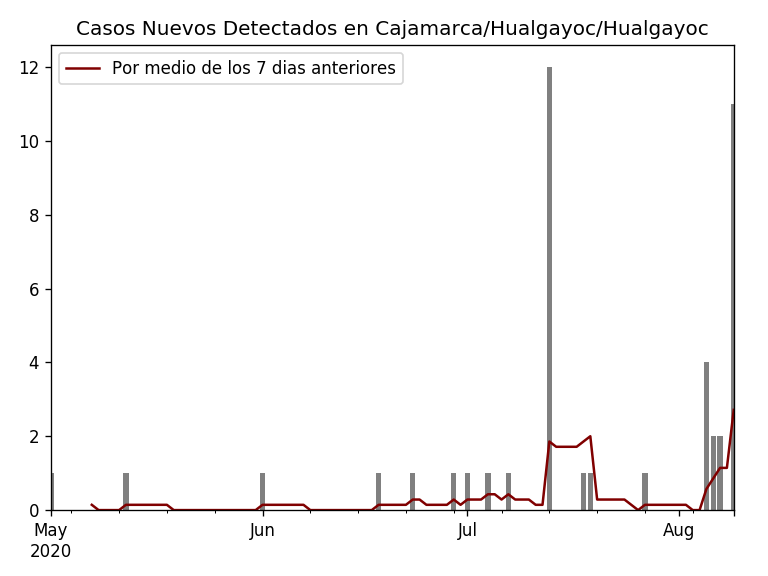 Casos Nuevos Detectados en Cajamarca/Hualgayoc/Hualgayoc
Por medio de los 7 dias anteriores
12
10
8
6
4
2
0
May Jun Jul Aug
2020